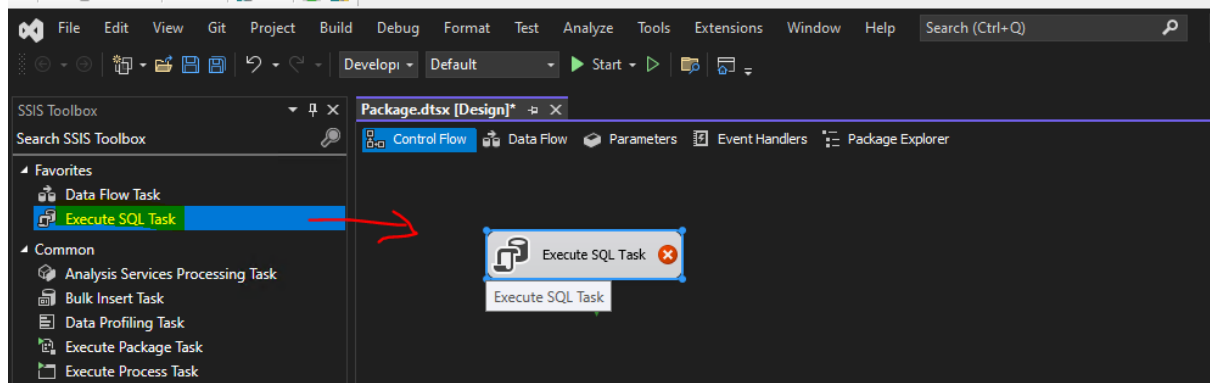 File Edit View Git Project Build Debug Format Test Analyze Tools Extensions Window Help Search (Ctrl+Q)
Developı Default Start
SSIS Toolbox
Package.dtsx [Design]*
Search SSIS Toolbox
Control Flow Data Flow Parameters Event Handlers Package Explorer
Favorites
Data Flow Task
Execute SQL Task
Common
Analysis Services Processing Task
Bulk Insert Task
Data Profiling Task
Execute Package Task
Execute Process Task
Execute SQL Task
Execute SQL Task